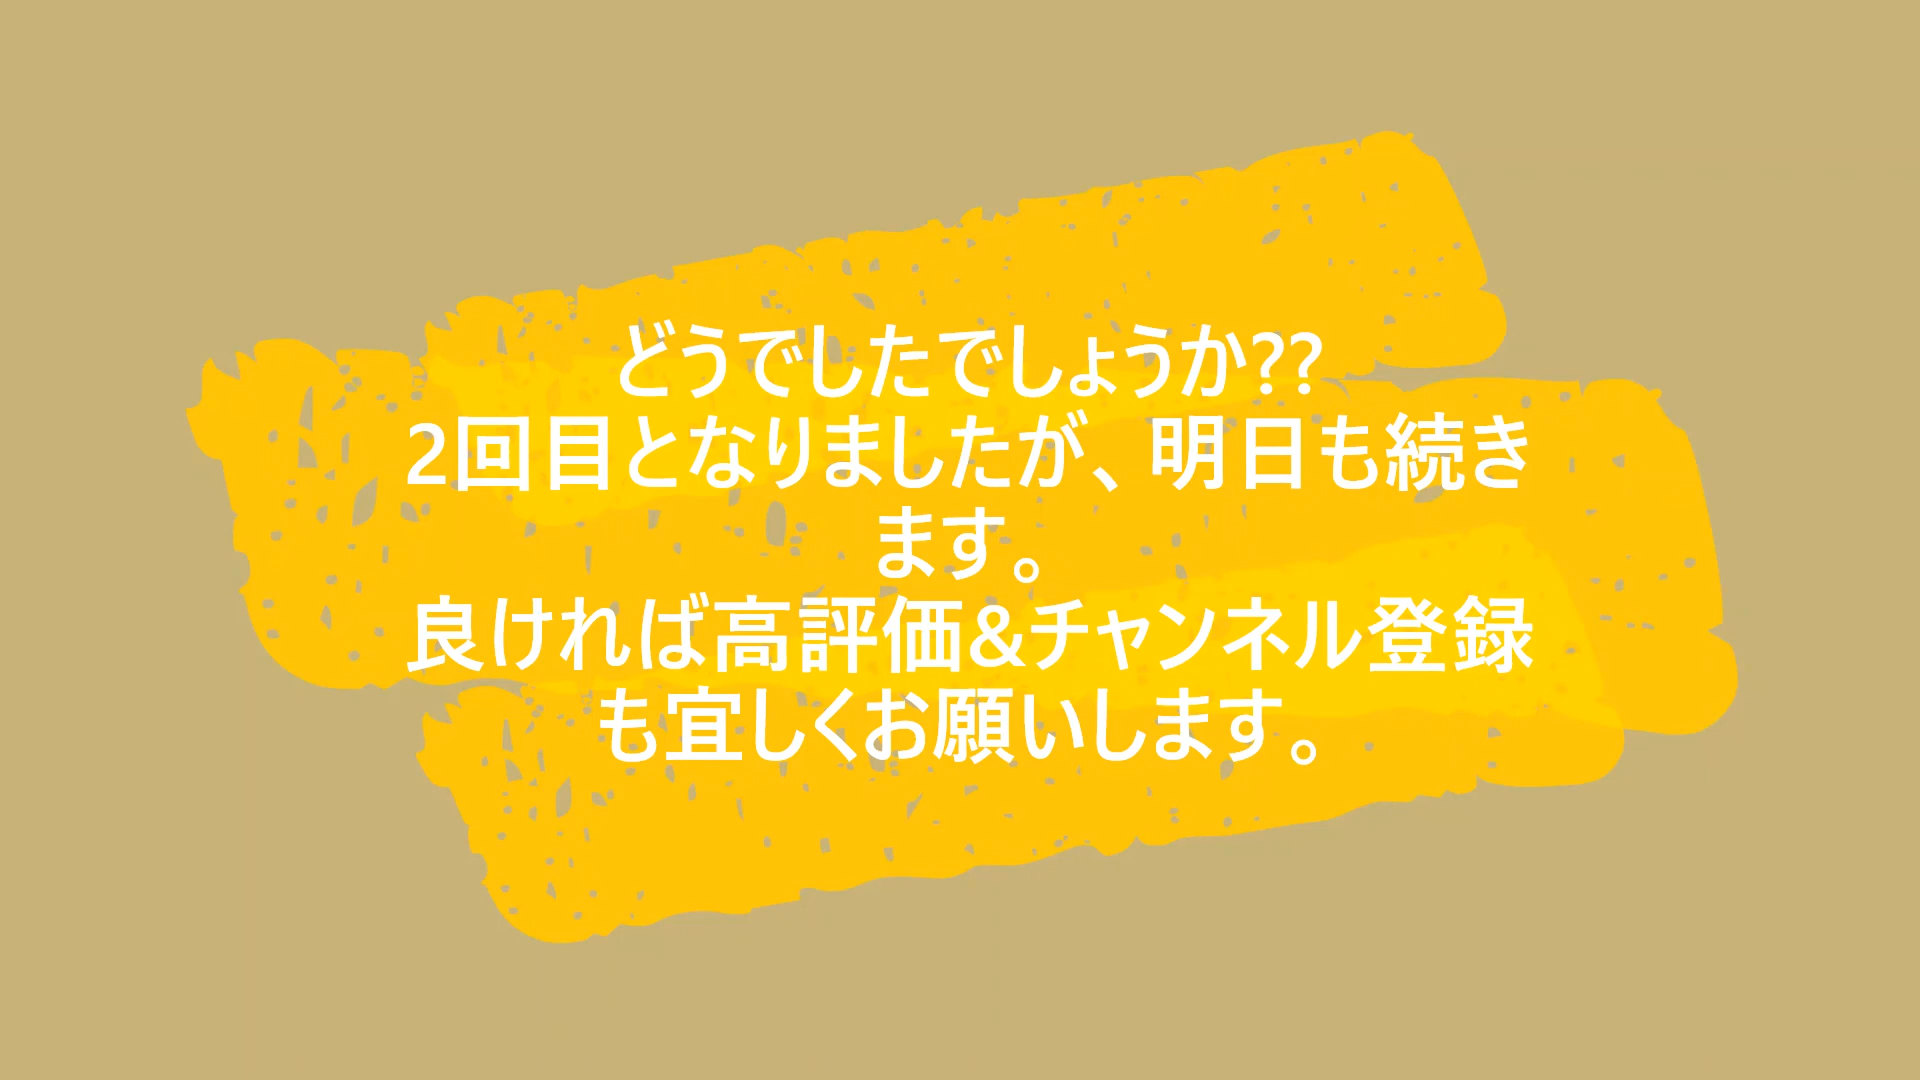 どうでしたでしょうか??
2回目となりましたが、明日も続き
ます。
良ければ高評価&チャンネル登録
も宜しくお願いします。